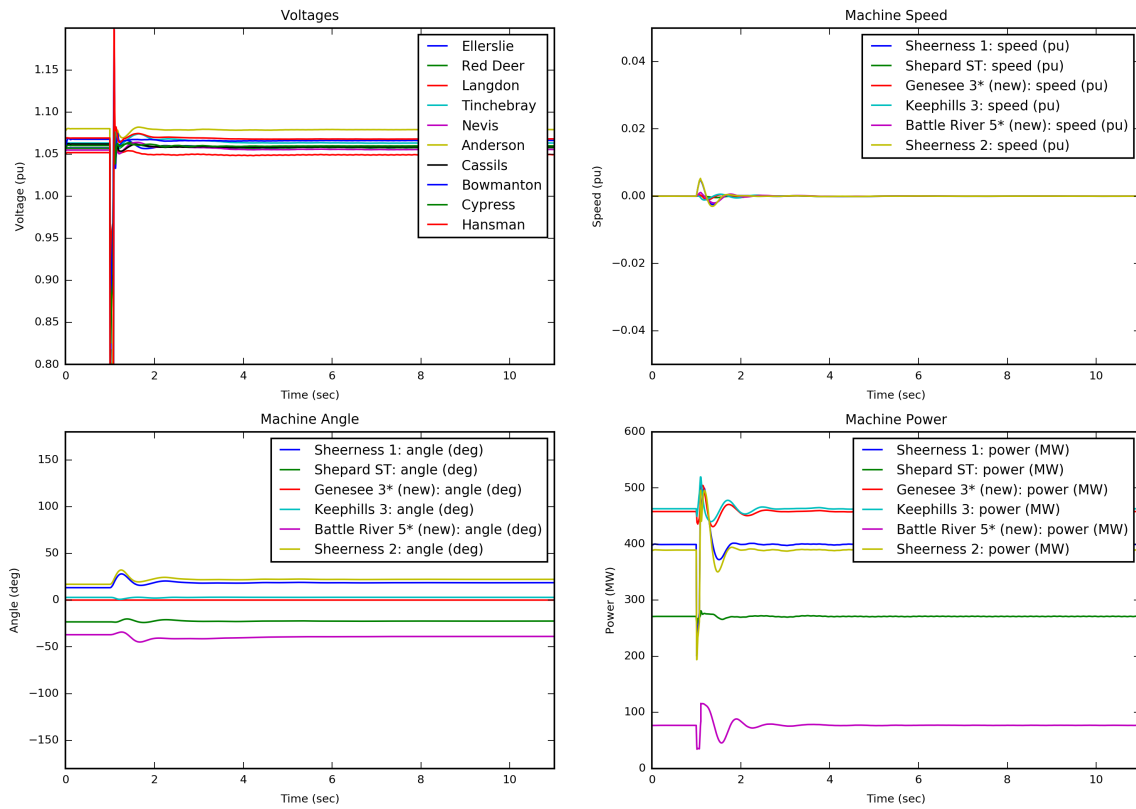 Voltages
1.15
1.10
1.05
1.00
0.95
0.90
0.85
0.80
Voltage (pu)
0
2
4
6
8
10
Time (sec)
Ellerslie
Red Deer
Langdon
Tinchebray
Nevis
Anderson
Cassils
Bowmanton
Cypress
Hansman
Machine Speed
0.04
0.02
0.00
−0.02
−0.04
Speed (pu)
0
2
4
6
8
10
Time (sec)
Sheerness 1: speed (pu)
Shepard ST: speed (pu)
Genesee 3* (new): speed (pu)
Keephills 3: speed (pu)
Battle River 5* (new): speed (pu)
Sheerness 2: speed (pu)
Machine Angle
150
100
50
0
−50
−100
−150
Angle (deg)
0
2
4
6
8
10
Time (sec)
Sheerness 1: angle (deg)
Shepard ST: angle (deg)
Genesee 3* (new): angle (deg)
Keephills 3: angle (deg)
Battle River 5* (new): angle (deg)
Sheerness 2: angle (deg)
Machine Power
600
500
400
300
200
100
0
Power (MW)
0
2
4
6
8
10
Time (sec)
Sheerness 1: power (MW)
Shepard ST: power (MW)
Genesee 3* (new): power (MW)
Keephills 3: power (MW)
Battle River 5* (new): power (MW)
Sheerness 2: power (MW)